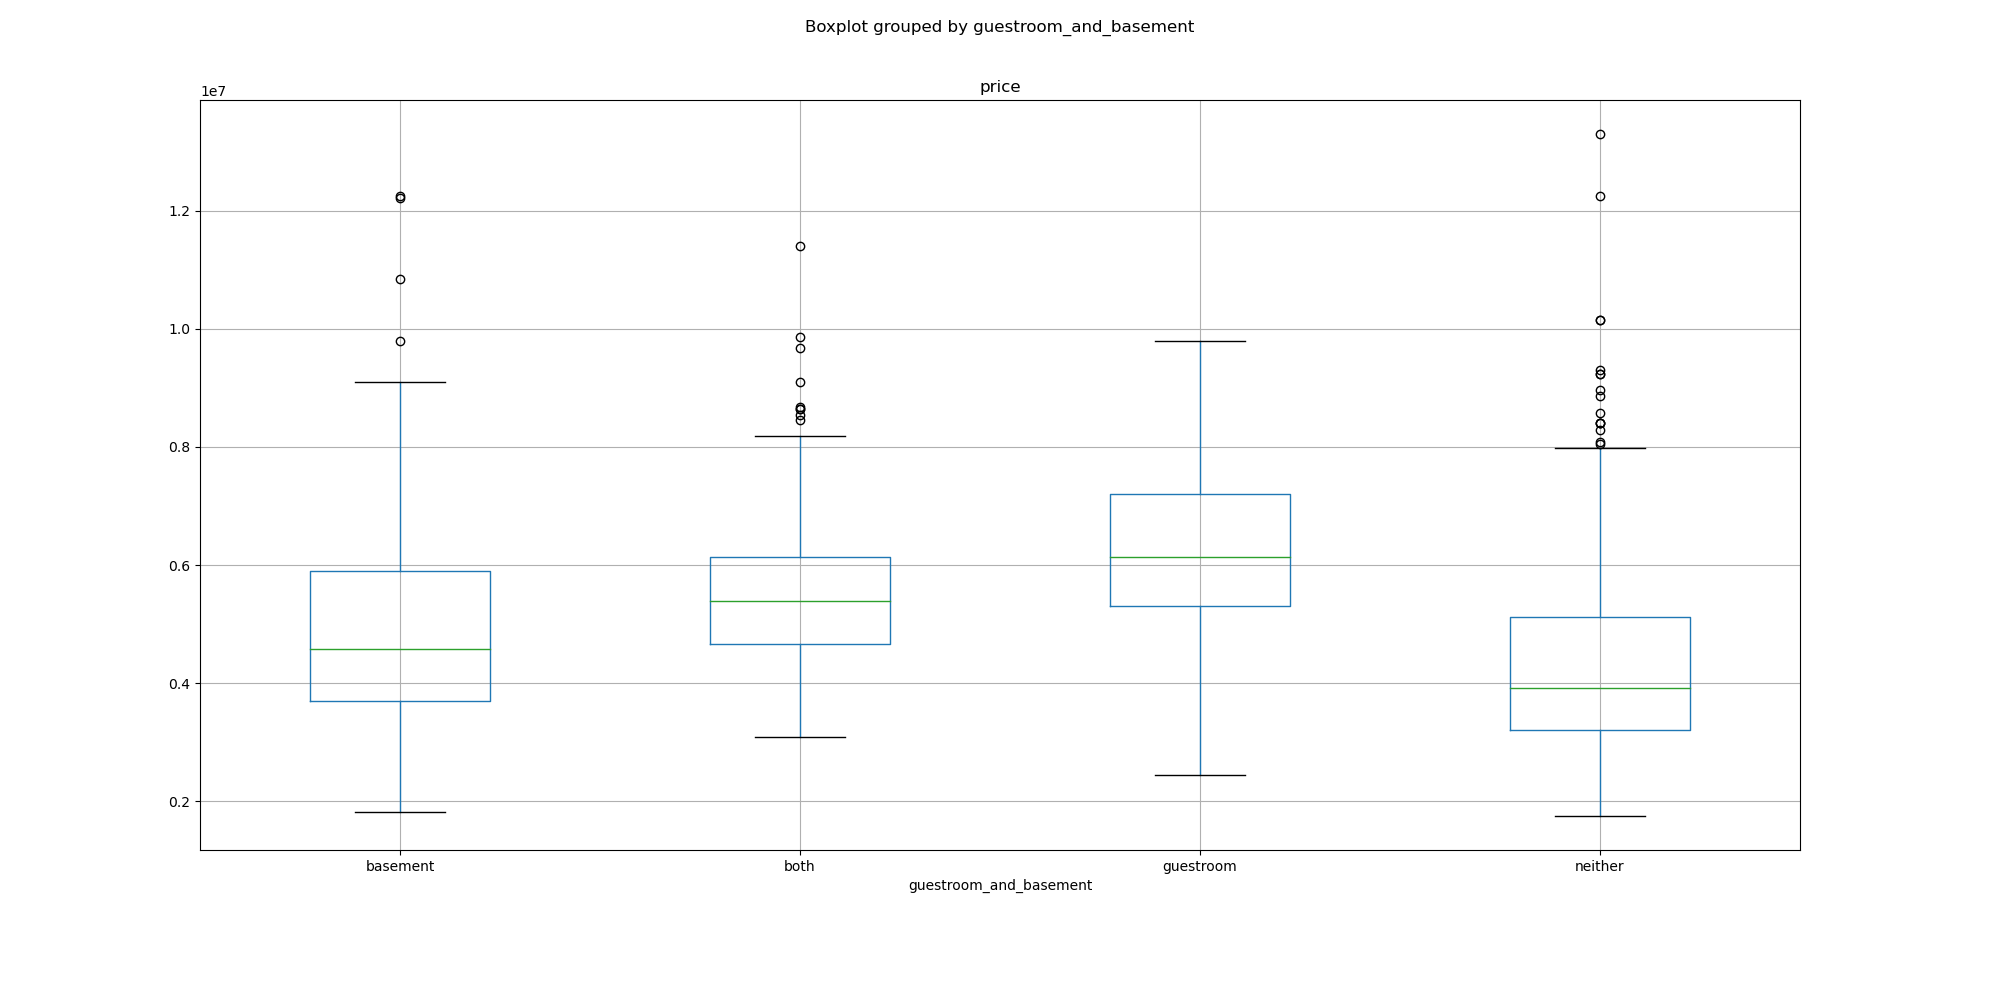 Boxplot grouped by guestroom_and_basement
price
1e7
1.2
1.0
0.8
0.6
0.4
0.2
basement both guestroom neither
guestroom_and_basement